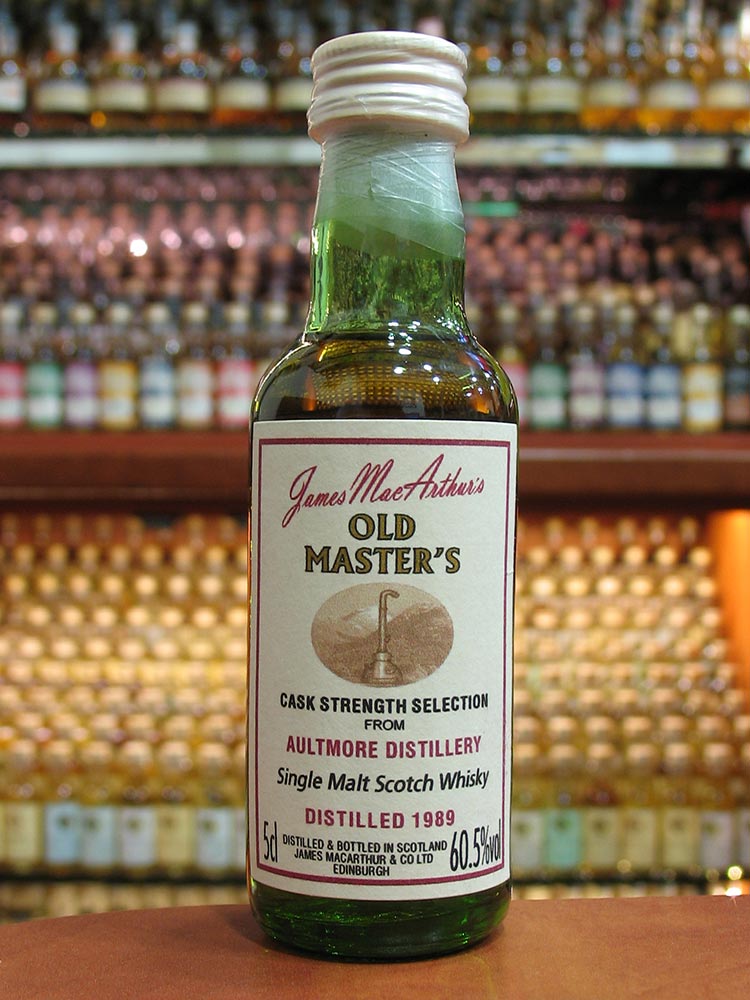 James MacArthur's
OLD
MASTER'S
CASK STRENGTH SELECTION
FROM
AULTMORE DISTILLERY
Single Malt Scotch Whisky
DISTILLED 1989
5cl DISTILLED & BOTTLED IN SCOTLAND 60.5%vol
JAMES MACARTHUR & CO LTD
EDINBURGH